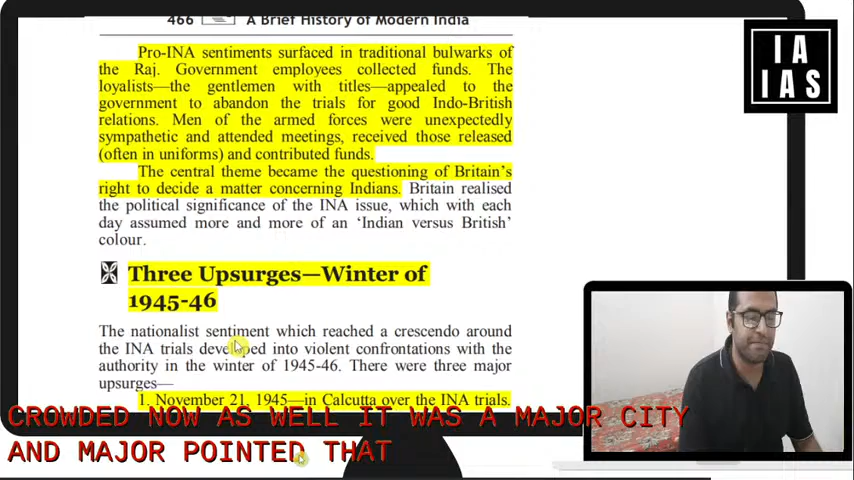 466 A Brief History of Modern India
IA
IAS
Pro-INA sentiments surfaced in traditional bulwarks of
the Raj. Government employees collected funds. The
loyalists—the gentlemen with titles—appealed to the
government to abandon the trials for good Indo-British
relations. Men of the armed forces were unexpectedly
sympathetic and attended meetings, received those released
(often in uniforms) and contributed funds.
The central theme became the questioning of Britain's
right to decide a matter concerning Indians. Britain realised
the political significance of the INA issue, which with each
day assumed more and more of an 'Indian versus British'
colour.
Three Upsurges—Winter of
1945-46
The nationalist sentiment which reached a crescendo around
the INA trials developed into violent confrontations with the
authority in the winter of 1945-46. There were three major
upsurges—
1. November 21, 1945—in Calcutta over the INA trials.
CROWDED NOW AS WELL IT WAS A MAJOR CITY
AND MAJOR POINTED THAT